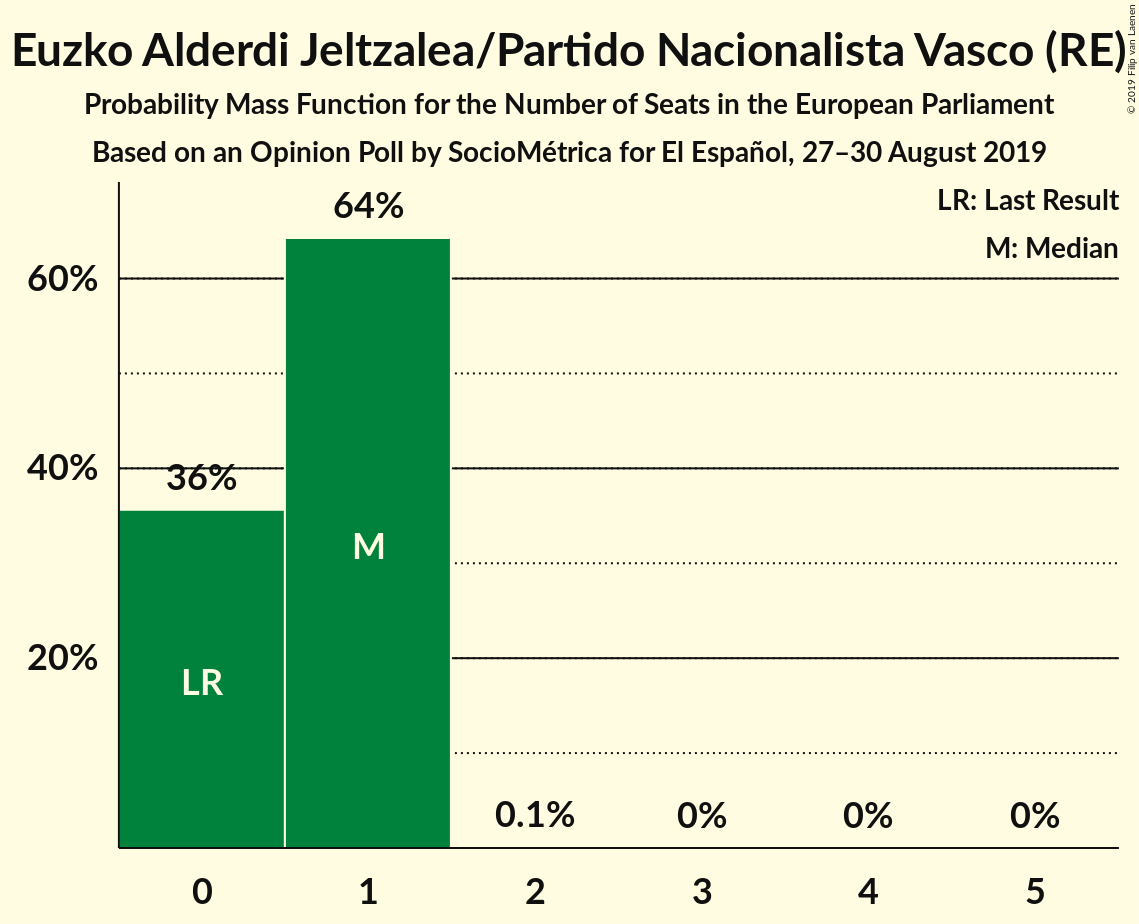 Euzko Alderdi Jeltzalea/Partido Nacionalista Vasco (RE)
© 2019 Filip van Laenen
Probability Mass Function for the Number of Seats in the European Parliament
Based on an Opinion Poll by SocioMétrica for El Español, 27–30 August 2019
LR: Last Result
M: Median
64%
60%
40%
36%
M
20%
LR
0.1%
0%
0%
0%
0 1 2 3 4 5